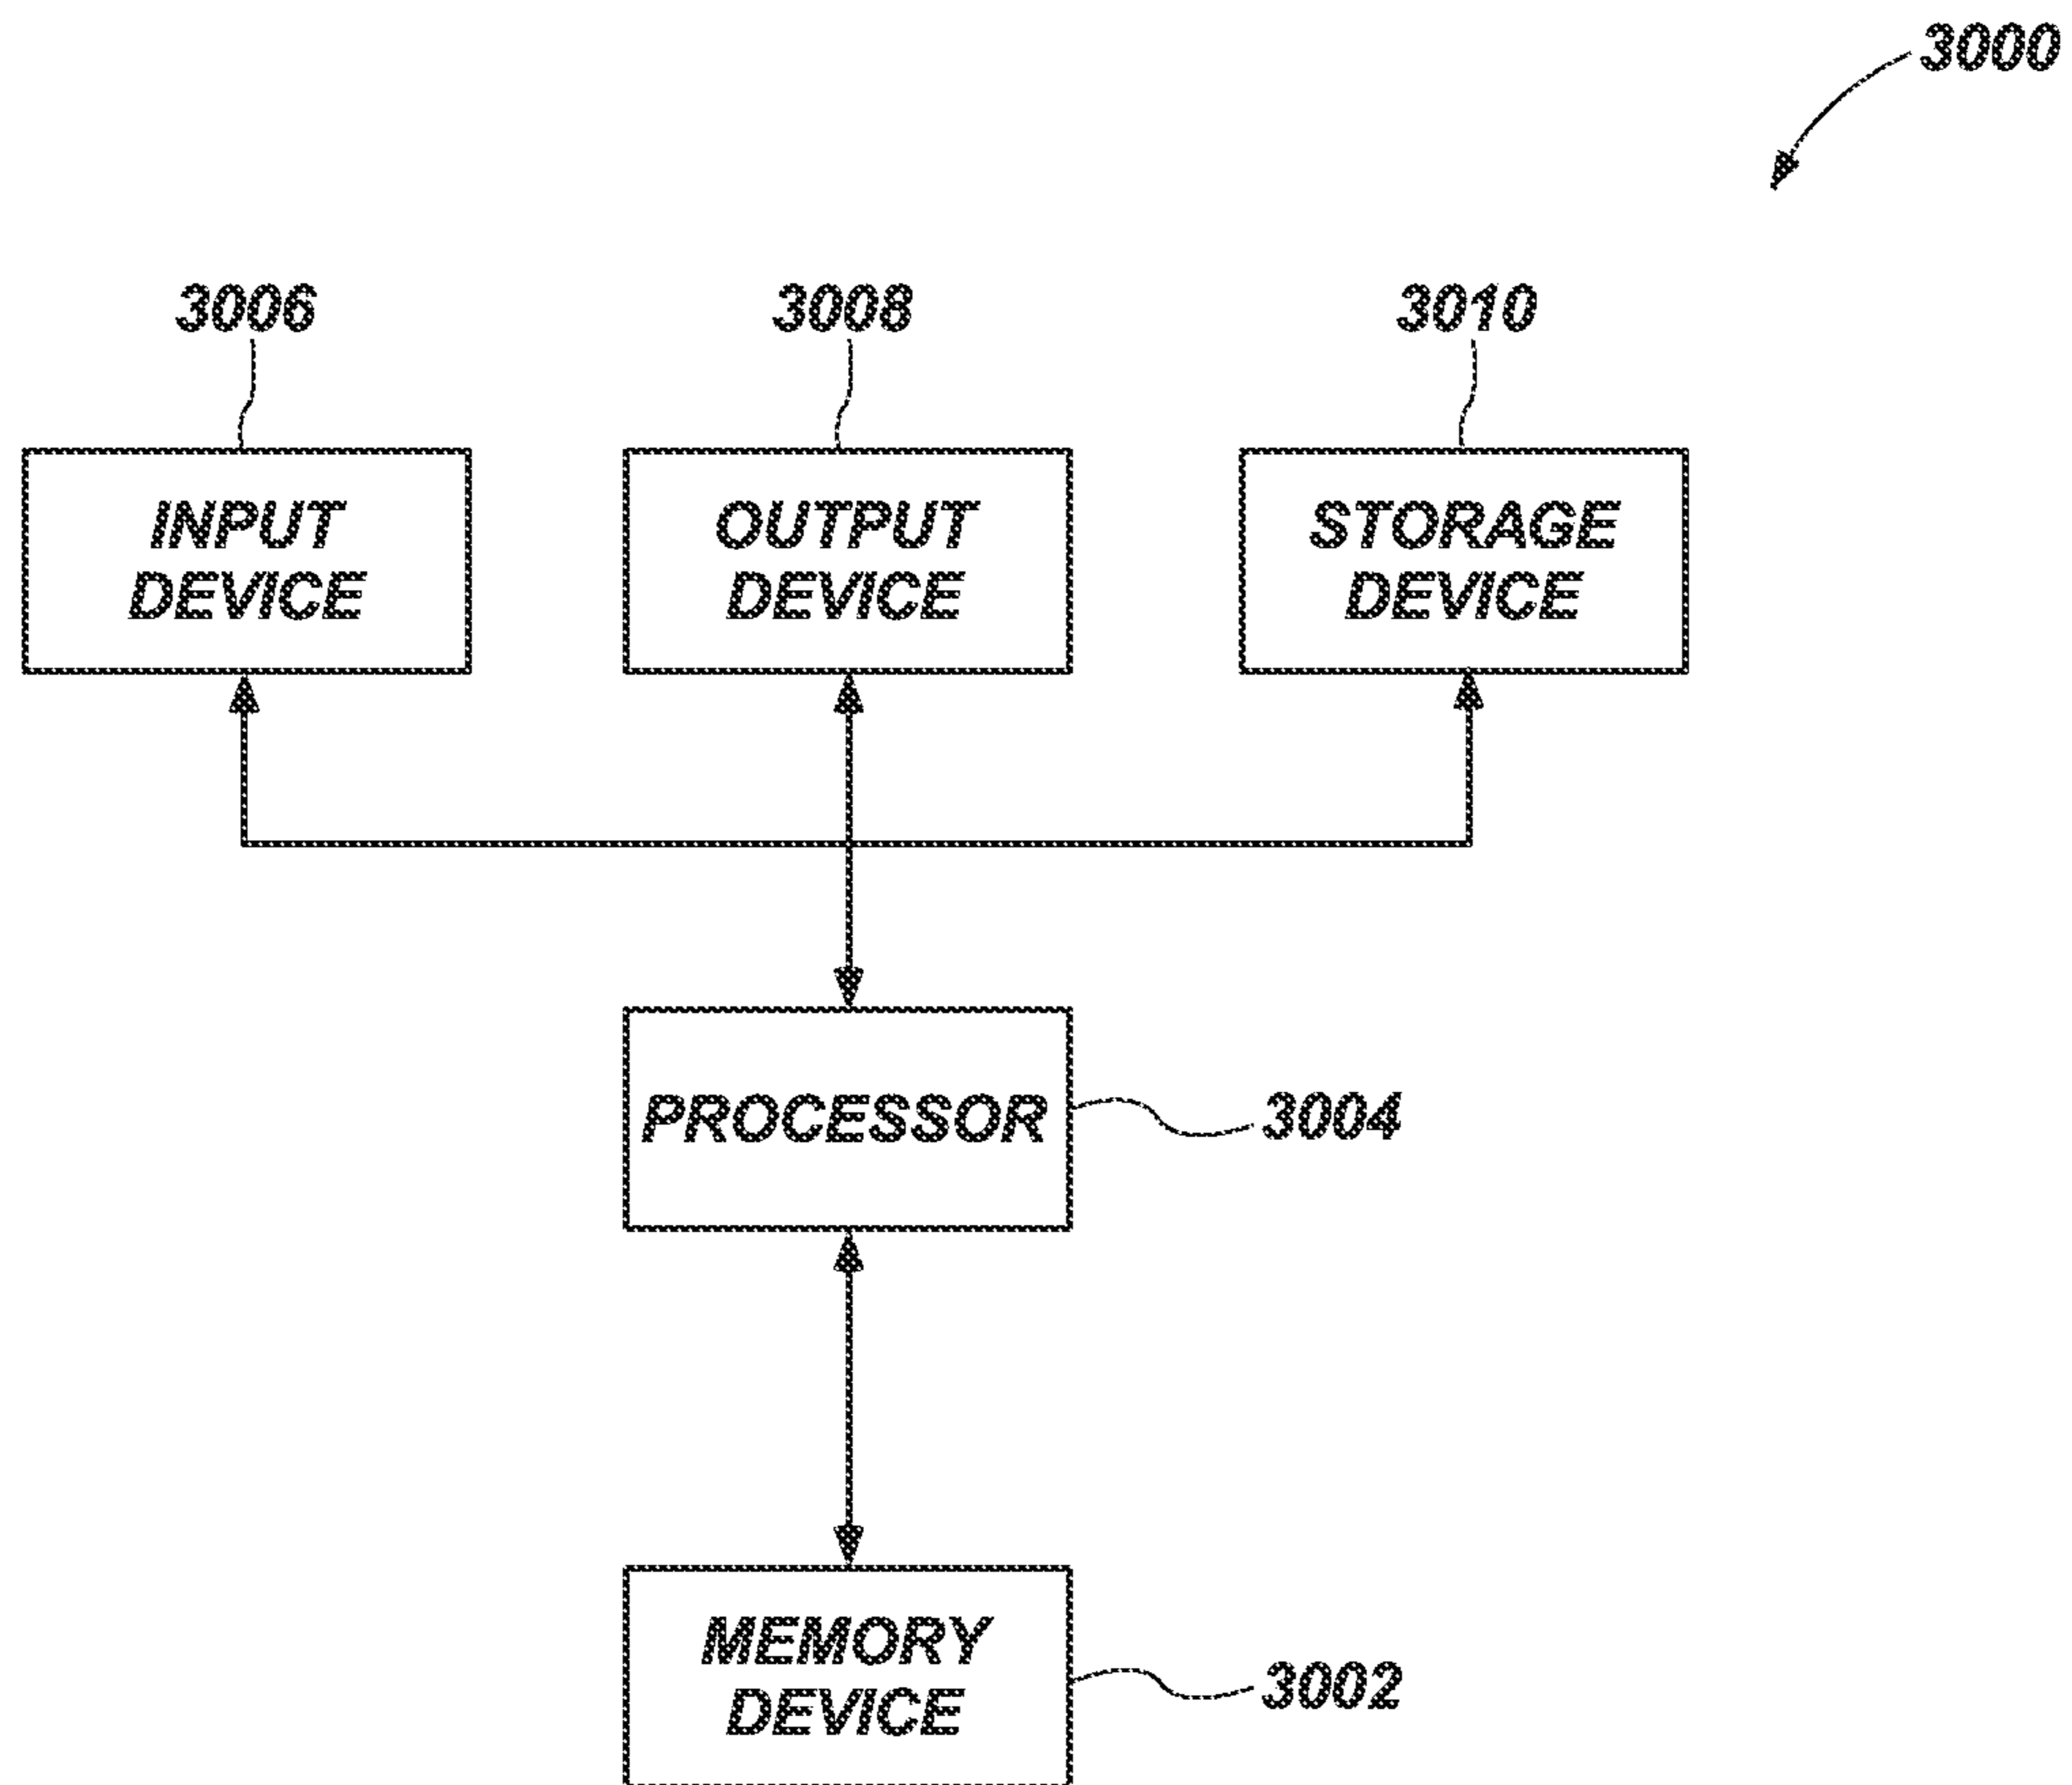 3000
3006
3008
3010
INPUT
DEVICE
OUTPUT
DEVICE
STORAGE
DEVICE
PROCESSOR
3004
MEMORY
DEVICE
3002